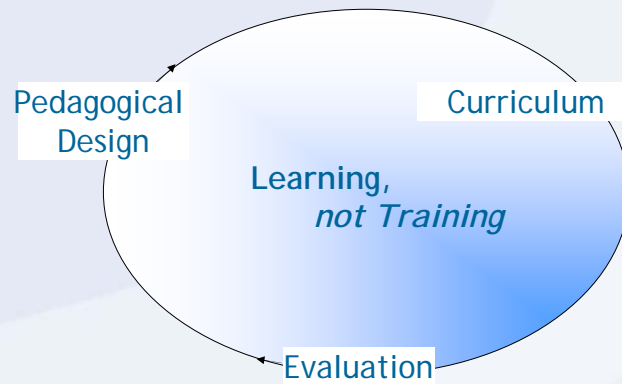 Pedagogical
Design
Curriculum
Learning,
not Training
Evaluation